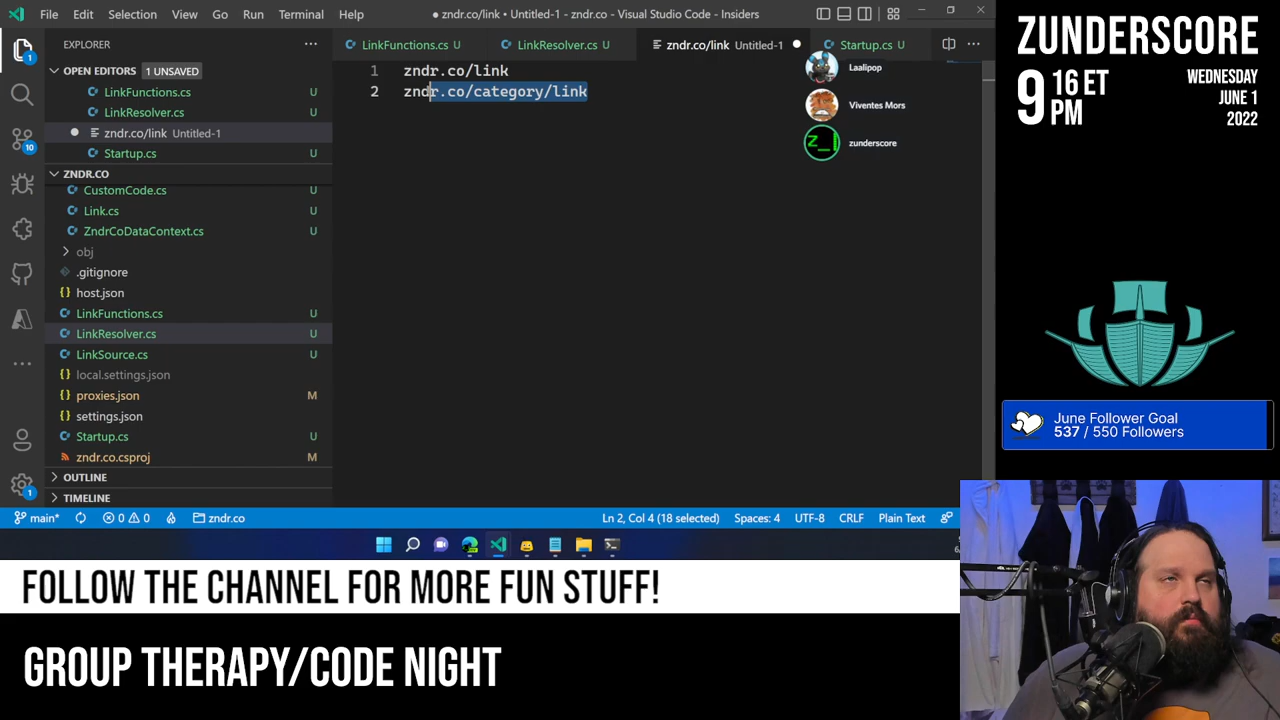 File Edit Selection View Go Run Terminal Help
● zndr.co/link • Untitled-1 - zndr.co - Visual Studio Code - Insiders
EXPLORER
OPEN EDITORS 1 UNSAVED
LinkFunctions.cs U
LinkResolver.cs U
zndr.co/link Untitled-1
Startup.cs U
ZNDR.CO
CustomCode.cs U
Link.cs U
ZndrCoDataContext.cs U
obj
.gitignore
{} host.json
LinkFunctions.cs U
LinkResolver.cs U
LinkSource.cs U
{} local.settings.json
{} proxies.json M
{} settings.json
Startup.cs U
zndr.co.csproj M
OUTLINE
TIMELINE
1
10
1
LinkFunctions.cs U LinkResolver.cs U zndr.co/link Untitled-1 ● Startup.cs U
1 zndr.co/link
2 zndr.co/category/link
Laalipop
Viventes Mors
z_
zunderscore
main* 0 0 zndr.co Ln 2, Col 4 (18 selected) Spaces: 4 UTF-8 CRLF Plain Text
ZUNDERSCORE
9 16 ET PM
WEDNESDAY
JUNE 1
2022
June Follower Goal
537 / 550 Followers
FOLLOW THE CHANNEL FOR MORE FUN STUFF!
GROUP THERAPY/CODE NIGHT